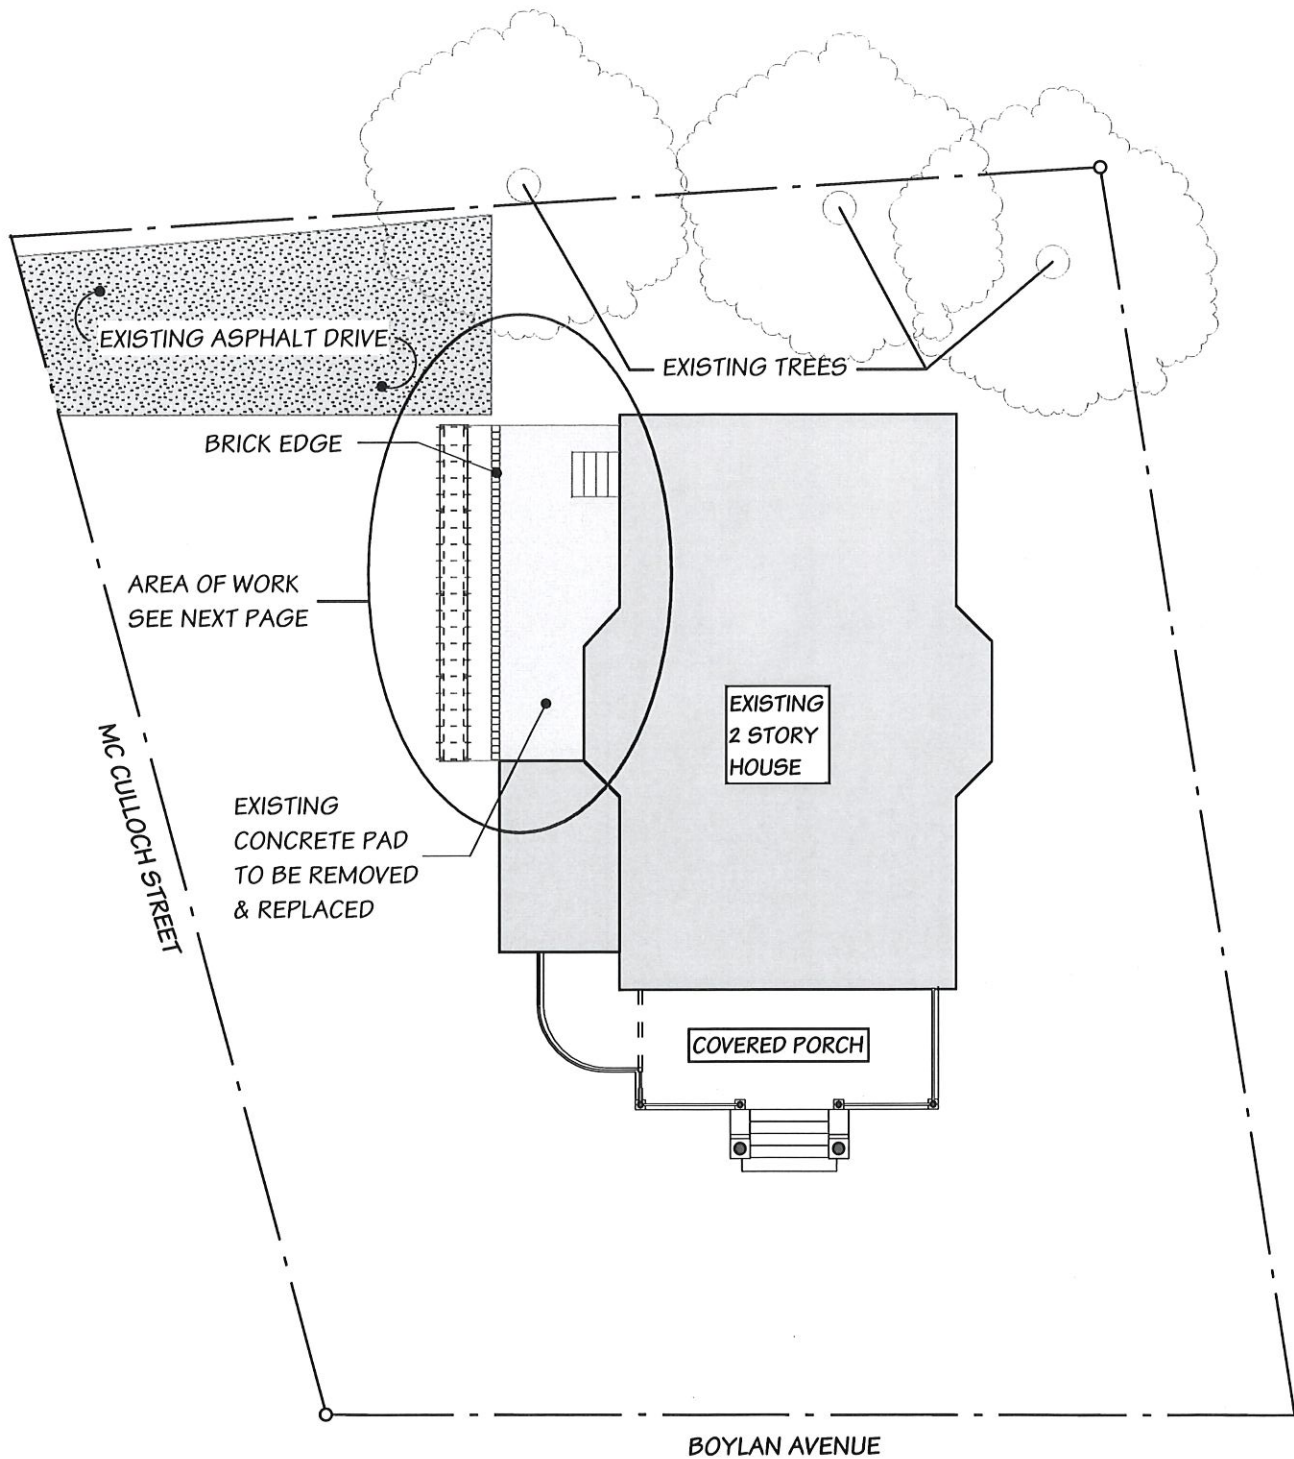 EXISTING ASPHALT DRIVE
EXISTING TREES
BRICK EDGE
AREA OF WORK
SEE NEXT PAGE
EXISTING
2 STORY
HOUSE
MC CULLOCH STREET
EXISTING
CONCRETE PAD
TO BE REMOVED
& REPLACED
COVERED PORCH
BOYLAN AVENUE